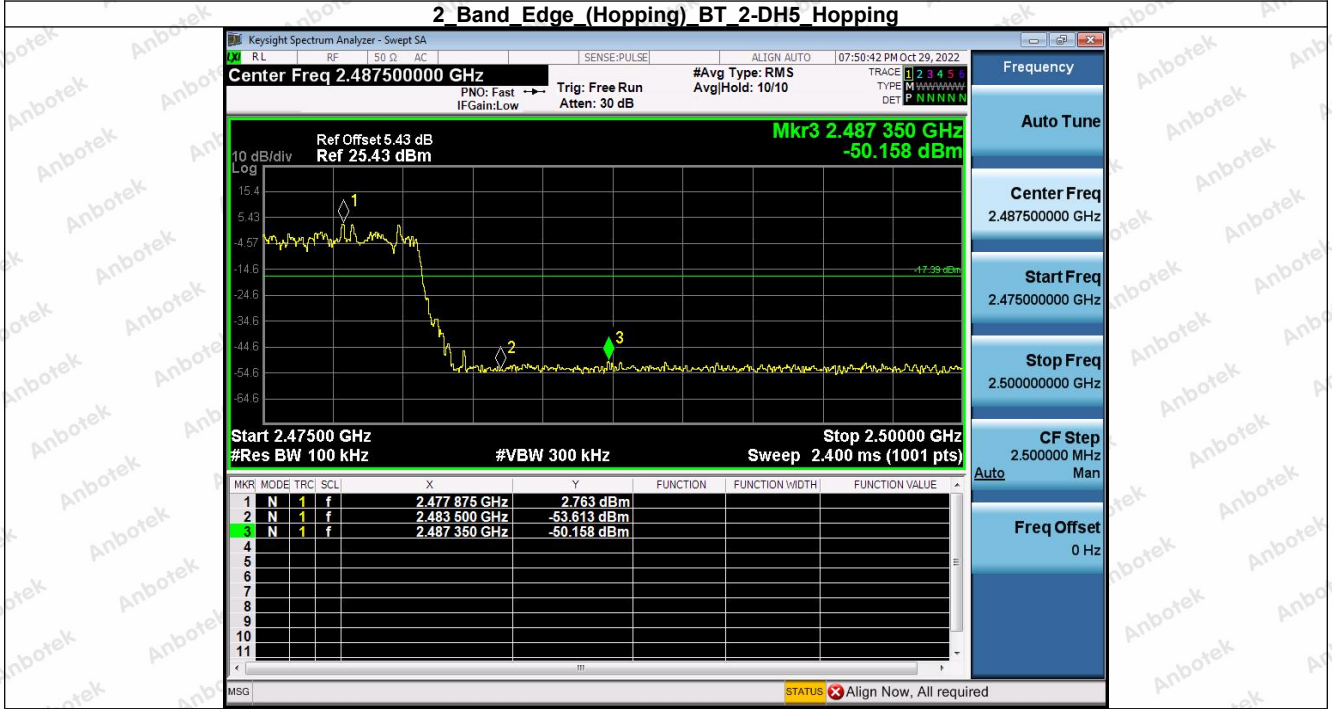 2_Band_Edge_(Hopping)_BT_2-DH5_Hopping
Keysight Spectrum Analyzer - Swept SA
LXI RL RF 50 Ω AC SENSE:PULSE ALIGN AUTO 07:50:42 PM Oct 29, 2022
Center Freq 2.487500000 GHz
PNO: Fast
IFGain:Low
Trig: Free Run
Atten: 30 dB
#Avg Type: RMS
Avg|Hold: 10/10
TRACE 1 2 3 4 5 6
TYPE M WWWWW
DET P N N N N N
Ref Offset 5.43 dB
10 dB/div Ref 25.43 dBm
Log
Mkr3 2.487 350 GHz
-50.158 dBm
15.4
5.43
-4.57
-14.6
-24.6
-34.6
-44.6
-54.6
-64.6
1
2
3
-17.39 dBm
Start 2.47500 GHz Stop 2.50000 GHz
#Res BW 100 kHz #VBW 300 kHz Sweep 2.400 ms (1001 pts)
MKR MODE TRC SCL X Y FUNCTION FUNCTION WIDTH FUNCTION VALUE
1 N 1 f 2.477 875 GHz 2.763 dBm
2 N 1 f 2.483 500 GHz -53.613 dBm
3 N 1 f 2.487 350 GHz -50.158 dBm
4
5
6
7
8
9
10
11
MSG STATUS Align Now, All required
Frequency
Auto Tune
Center Freq
2.487500000 GHz
Start Freq
2.475000000 GHz
Stop Freq
2.500000000 GHz
CF Step
2.500000 MHz
Auto Man
Freq Offset
0 Hz
Anbotek